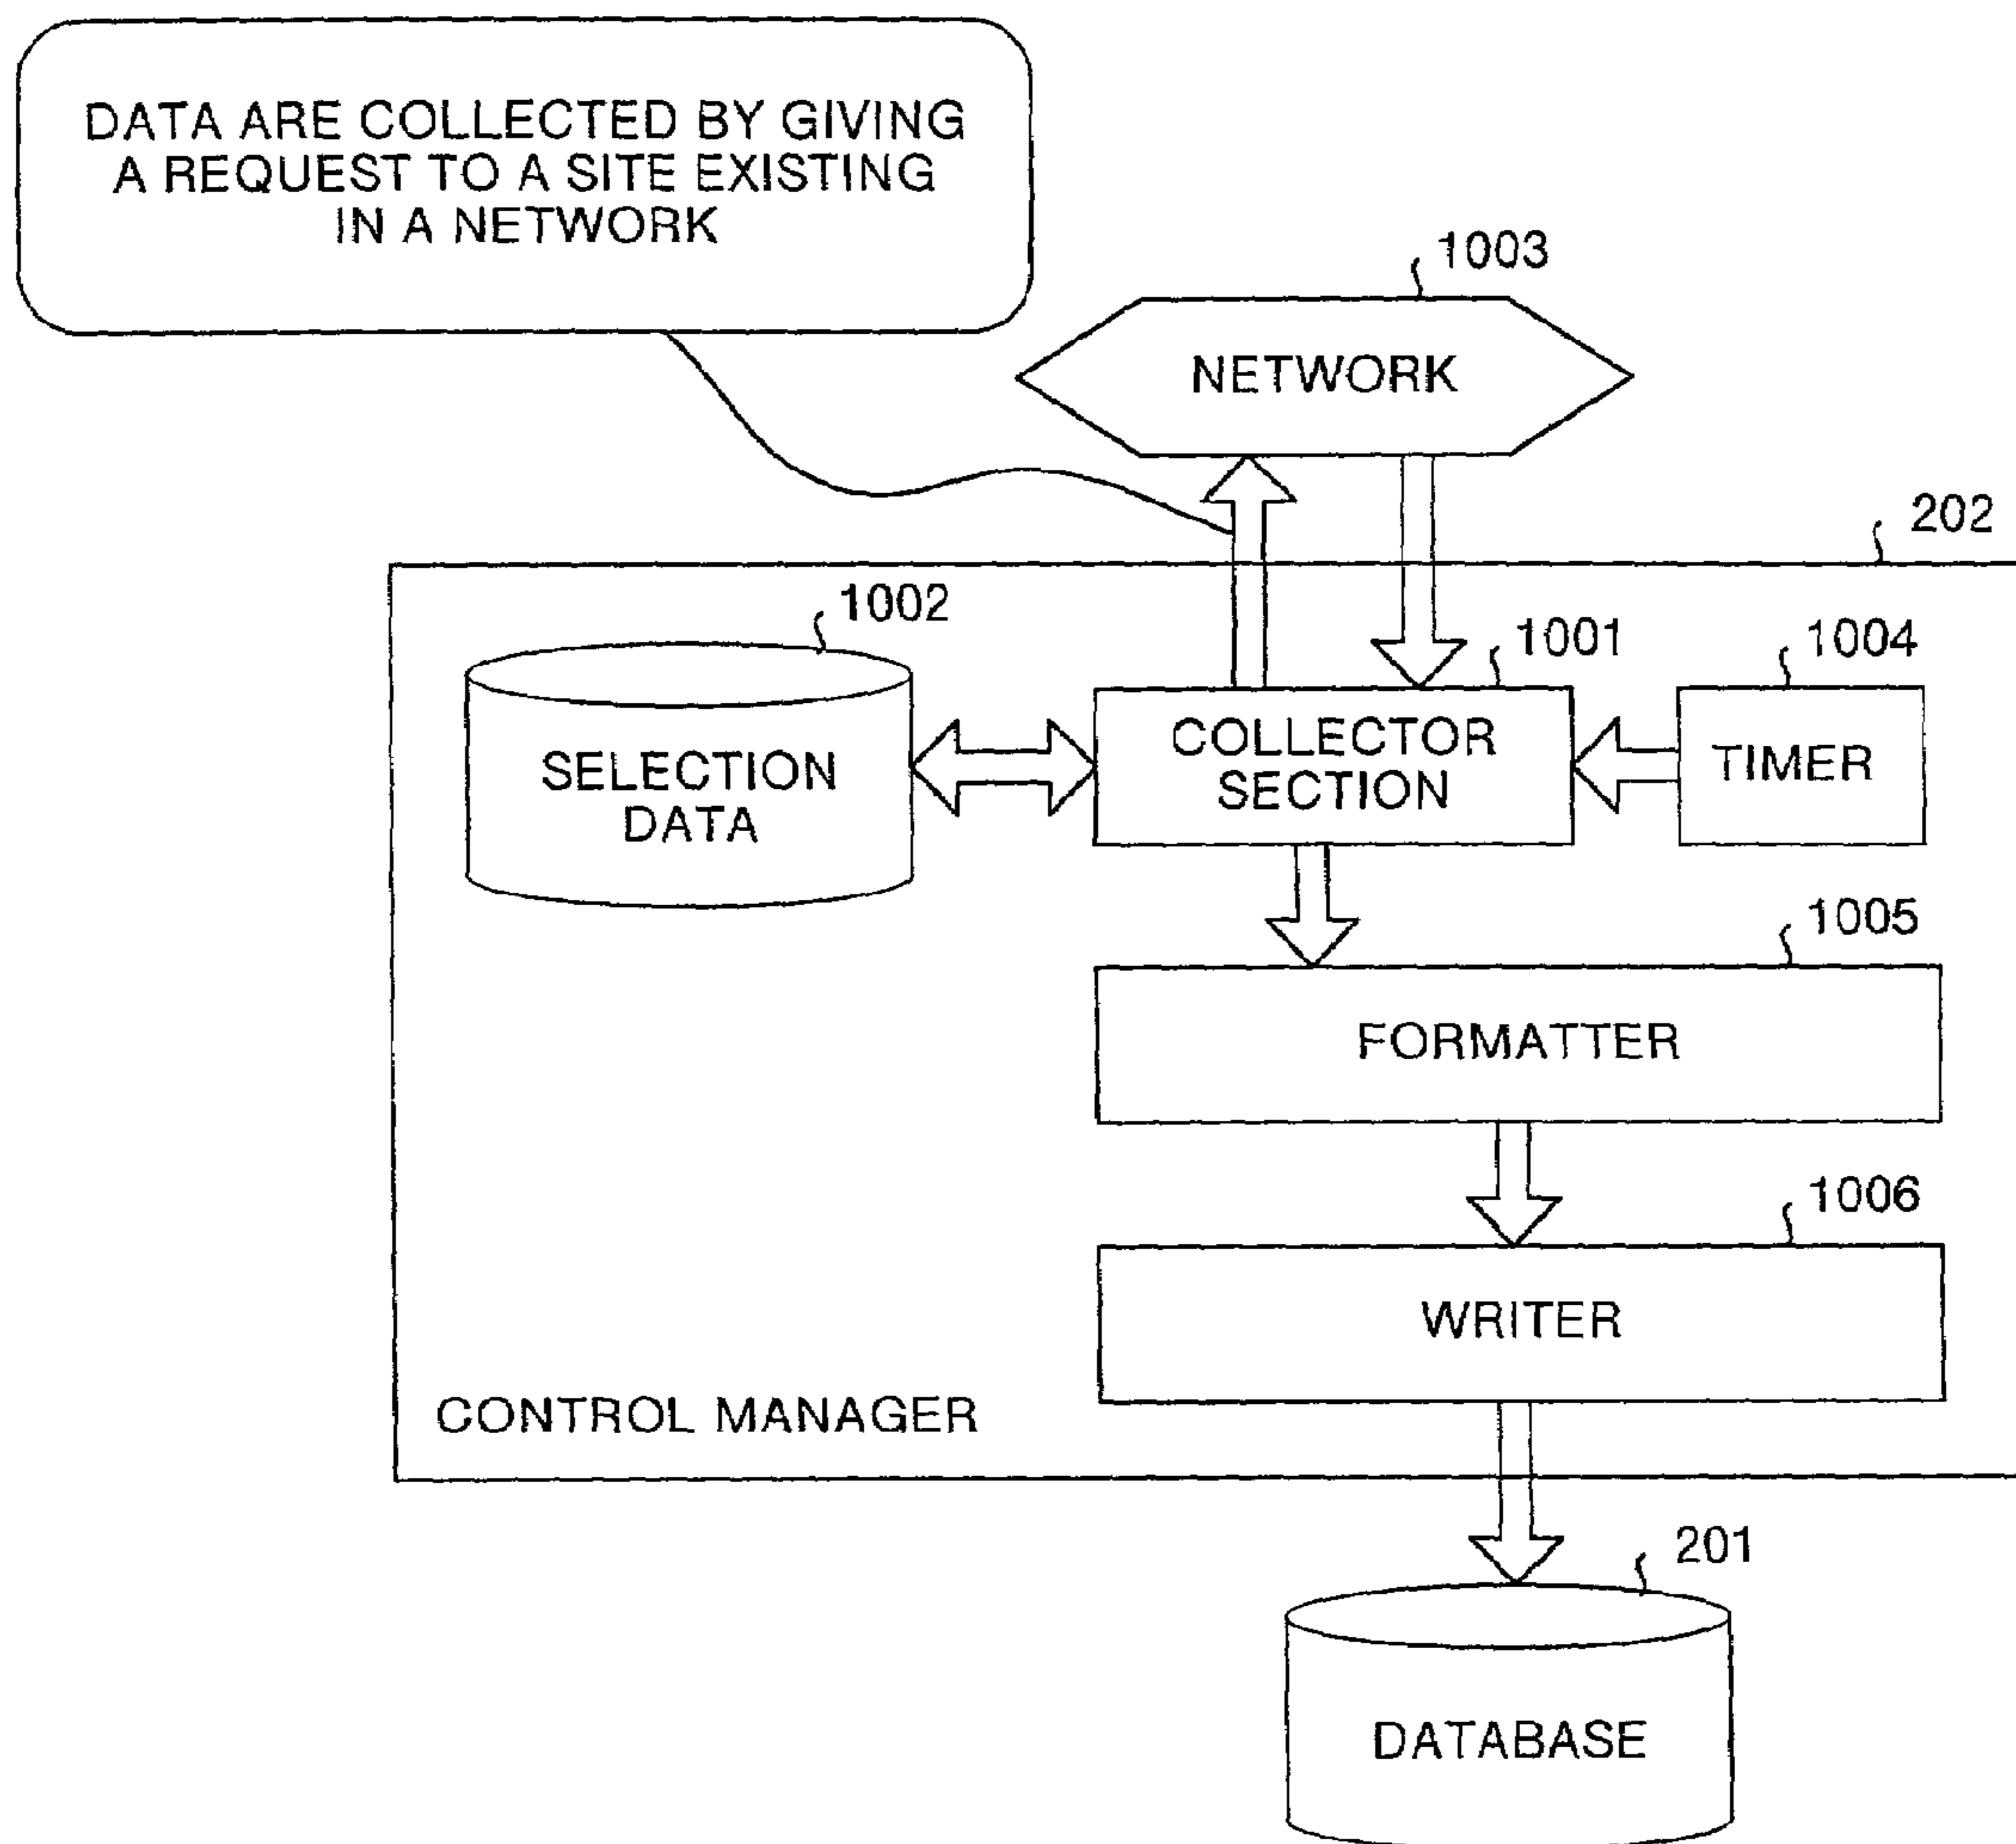 DATA ARE COLLECTED BY GIVING
A REQUEST TO A SITE EXISTING
IN A NETWORK
1003
NETWORK
202
1002
1001
1004
SELECTION
DATA
COLLECTOR
SECTION
TIMER
1005
FORMATTER
1006
WRITER
CONTROL MANAGER
201
DATABASE